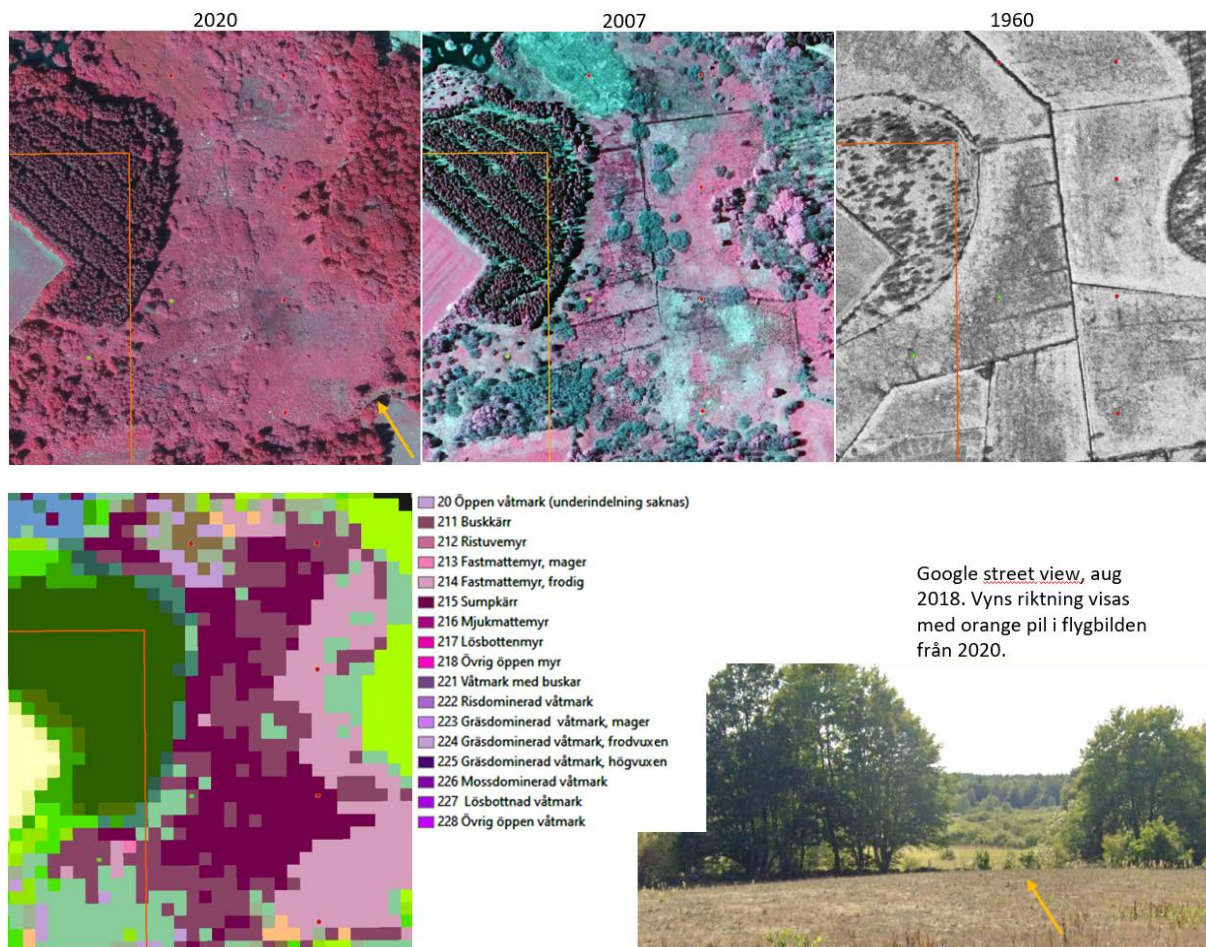 2020
2007
1960
20 Öppen våtmark (underindelning saknas)
211 Buskkärr
212 Ristuvemyr
213 Fastmattemyr, mager
214 Fastmattemyr, frodig
215 Sumpkärr
216 Mjukmattemyr
217 Lösbottenmyr
218 Övrig öppen myr
221 Våtmark med buskar
222 Risdominerad våtmark
223 Gräsdominerad våtmark, mager
224 Gräsdominerad våtmark, frodvuxen
225 Gräsdominerad våtmark, högvuxen
226 Mossdominerad våtmark
227 Lösbottnad våtmark
228 Övrig öppen våtmark
Google street view, aug
2018. Vyns riktning visas
med orange pil i flygbilden
från 2020.